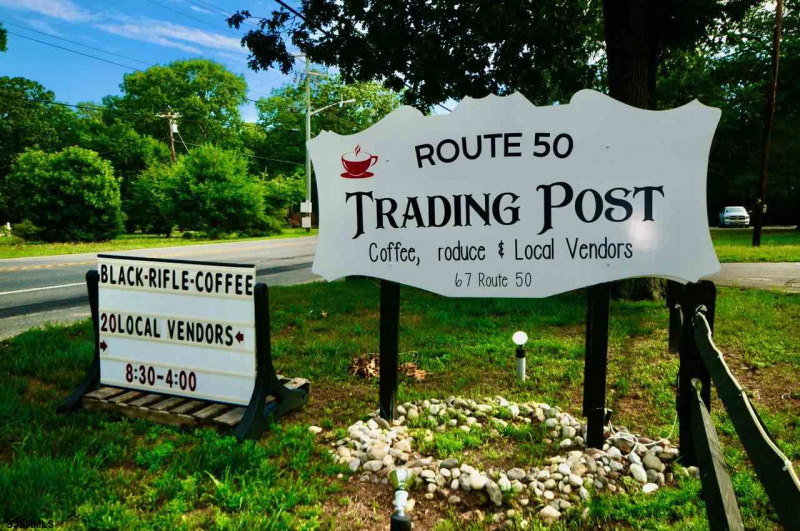 ROUTE 50
TRADING POST
Coffee, roduce & Local Vendors
67 Route 50
BLACK-RIFLE-COFFEE
20LOCAL VENDORS
8:30-4:00